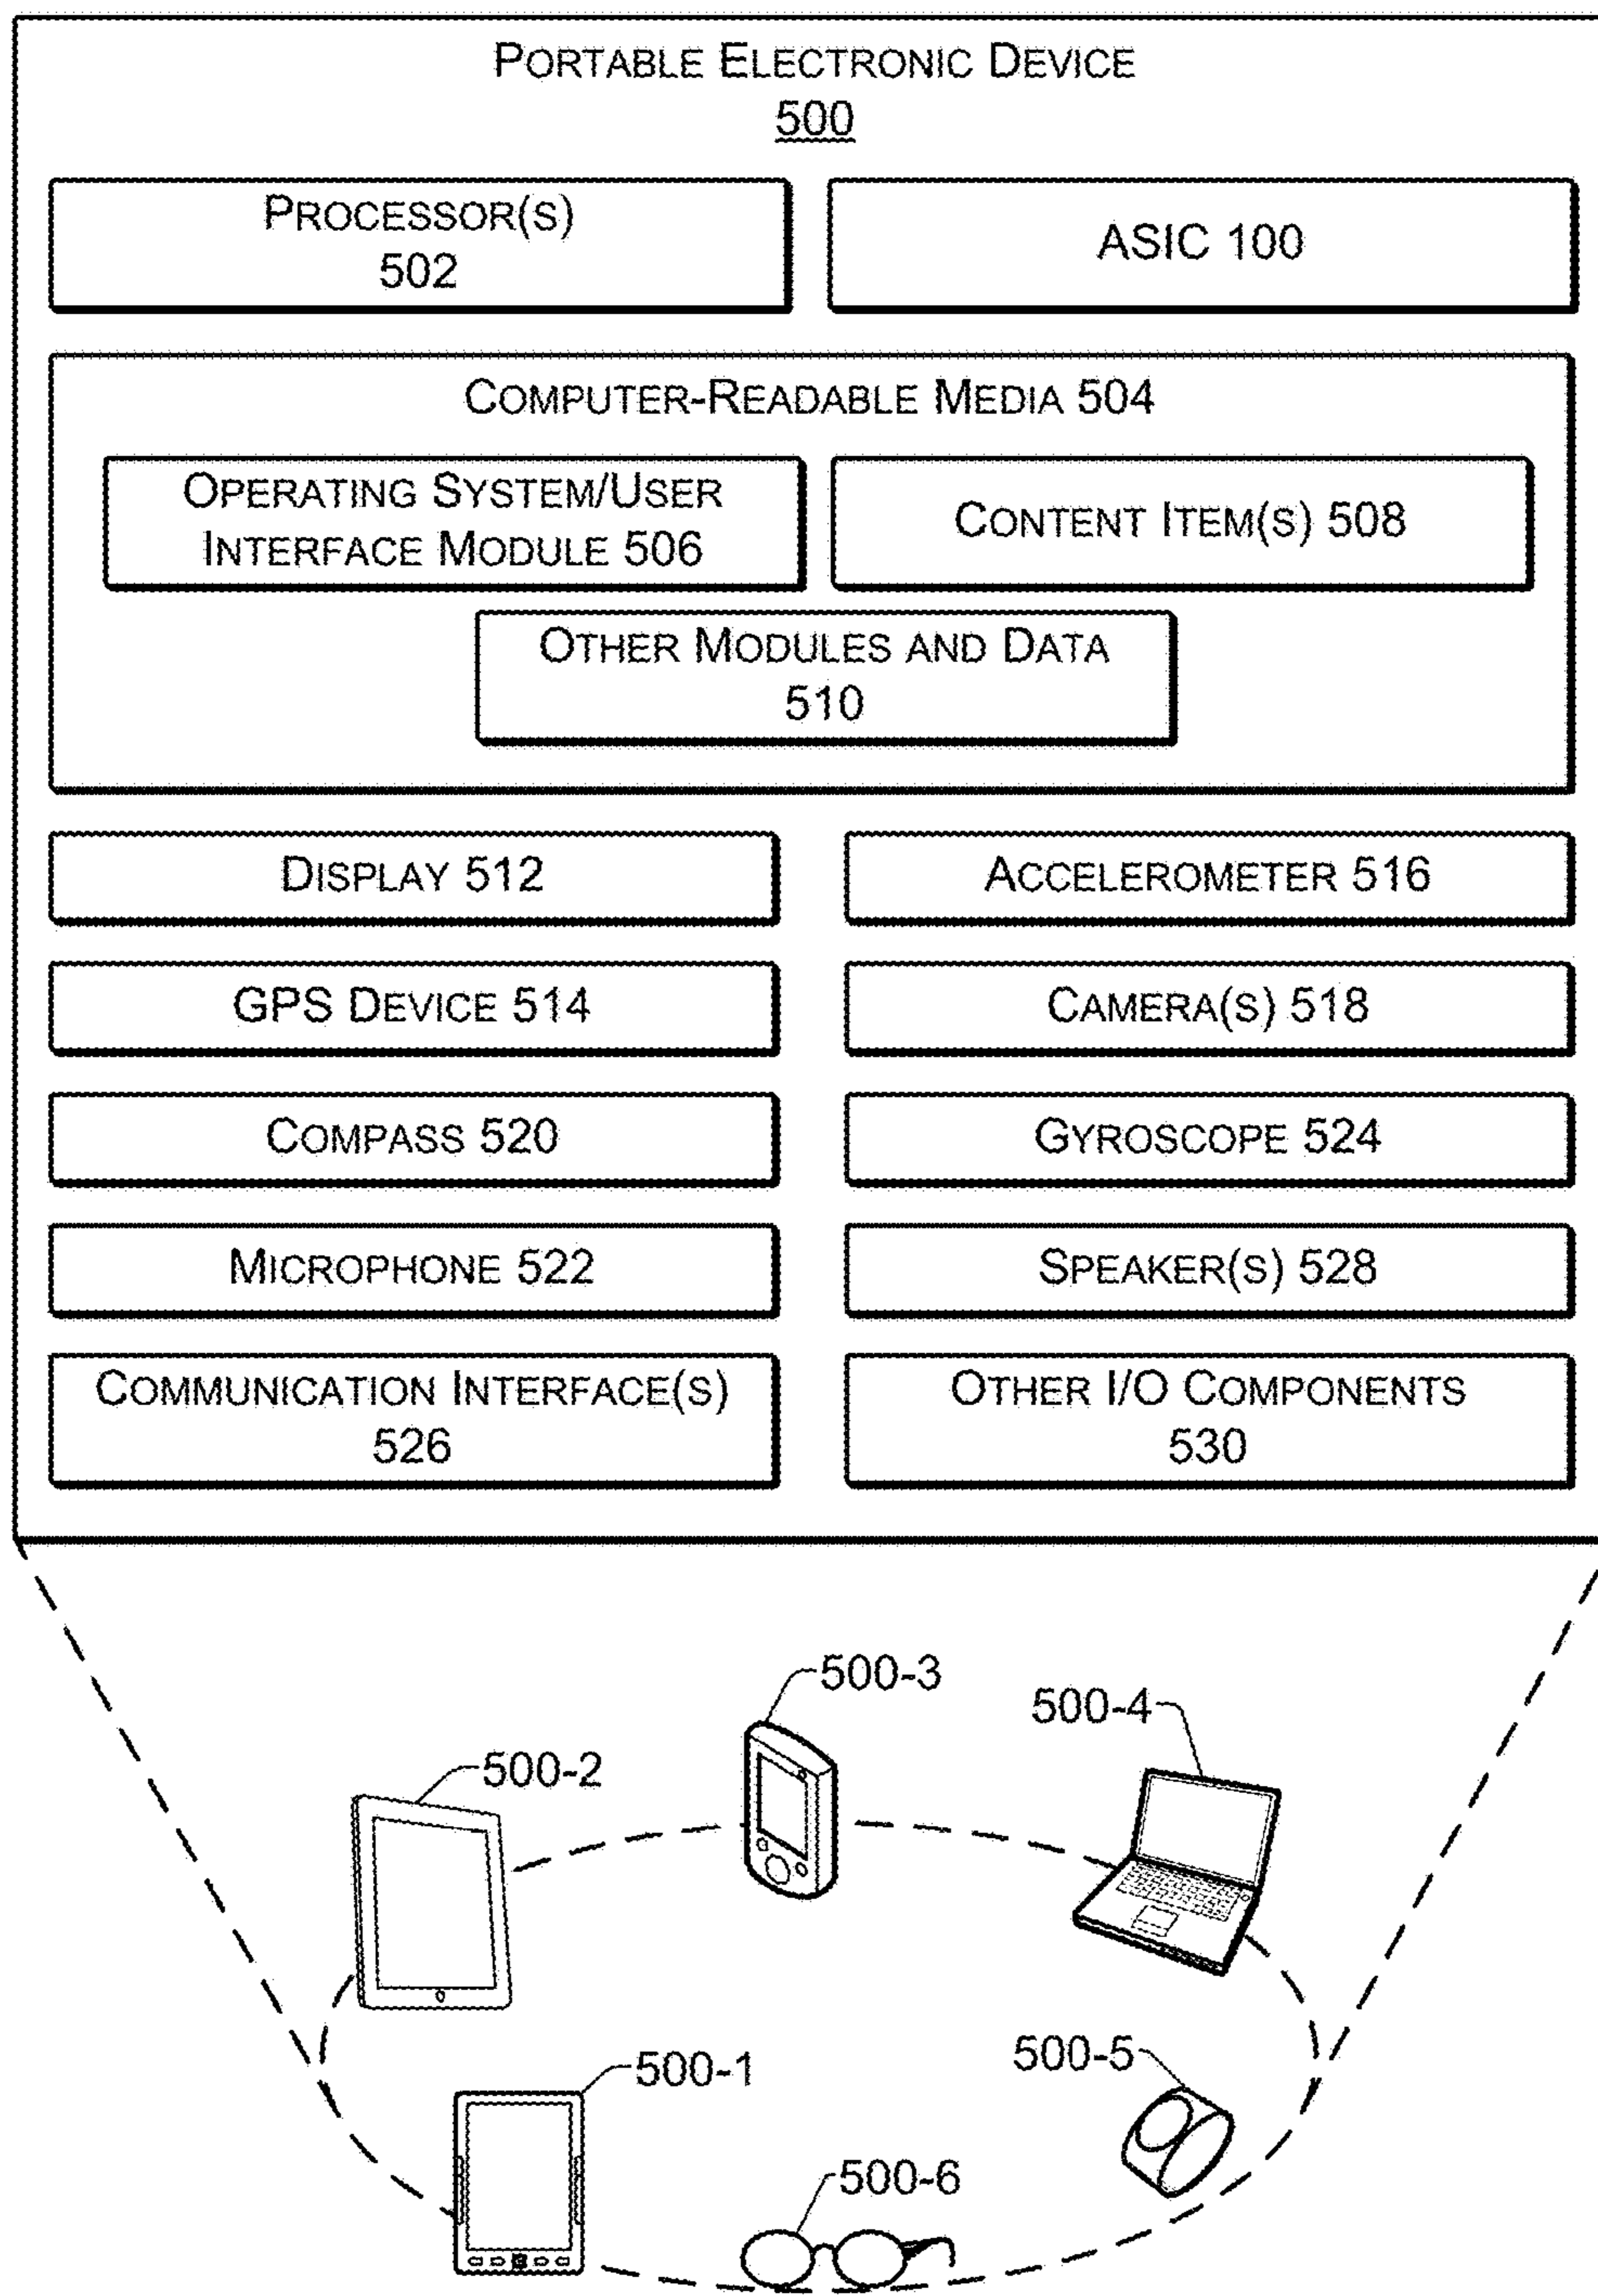 PORTABLE ELECTRONIC DEVICE
500
PROCESSOR(S)
502
ASIC 100
COMPUTER-READABLE MEDIA 504
OPERATING SYSTEM/USER
INTERFACE MODULE 506
CONTENT ITEM(S) 508
OTHER MODULES AND DATA
510
DISPLAY 512
ACCELEROMETER 516
GPS DEVICE 514
CAMERA(S) 518
COMPASS 520
GYROSCOPE 524
MICROPHONE 522
SPEAKER(S) 528
COMMUNICATION INTERFACE(S)
526
OTHER I/O COMPONENTS
530
500-3
500-4
500-2
500-5
500-1
500-6